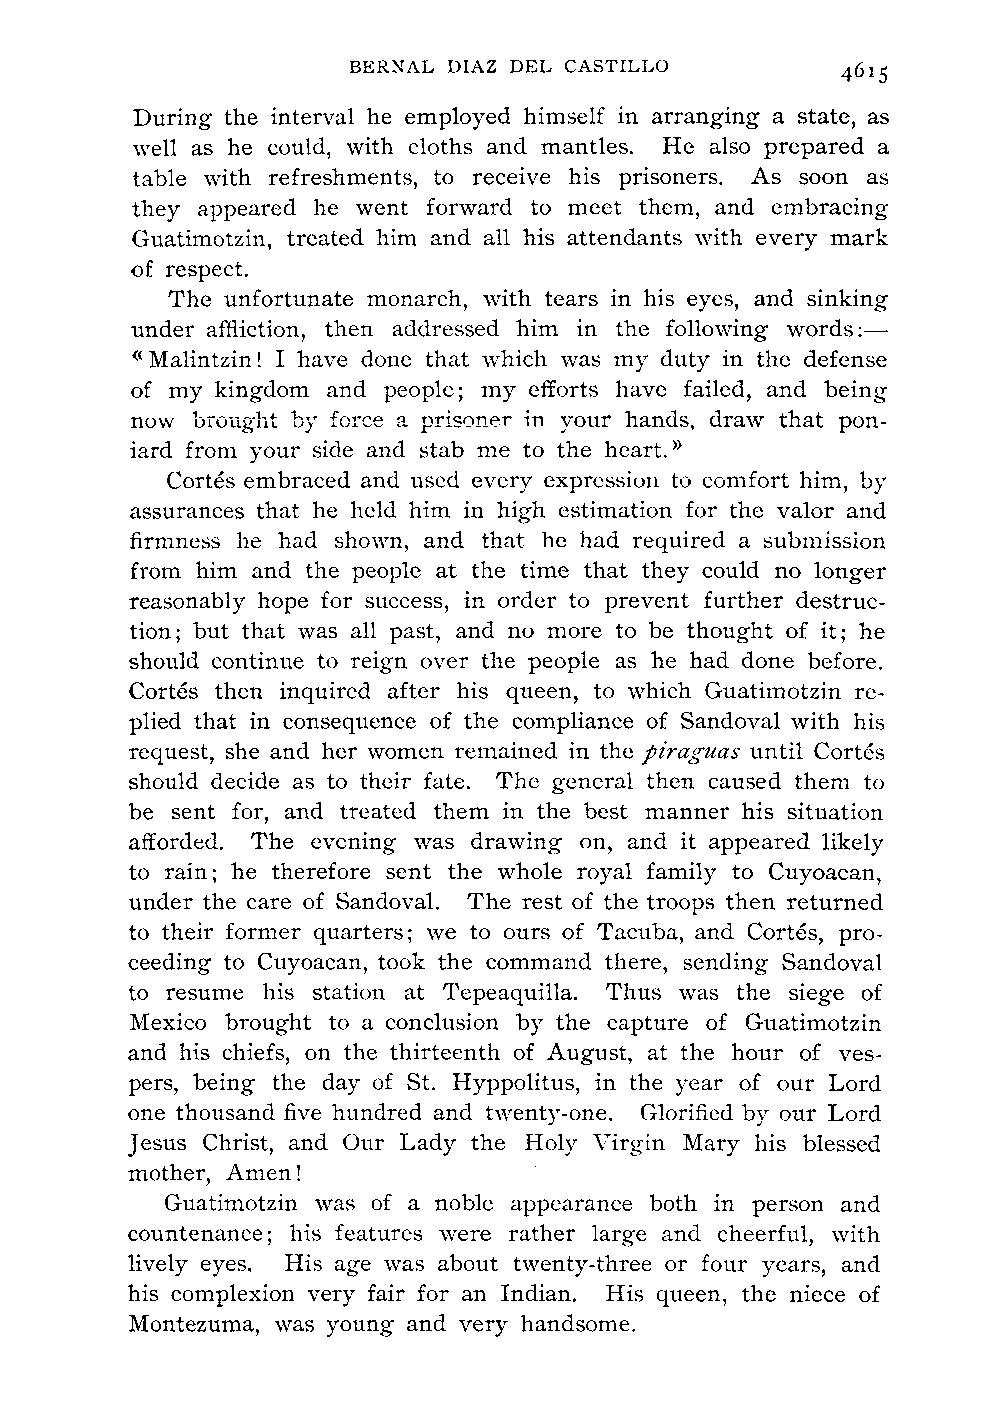 BERNAL DIAZ DEL CASTILLO 4615
During the interval he employed himself in arranging a state, as
well as he could, with cloths and mantles. He also prepared a
table with refreshments, to receive his prisoners. As soon as
they appeared he went forward to meet them, and embracing
Guatimotzin, treated him and all his attendants with every mark
of respect.
The unfortunate monarch, with tears in his eyes, and sinking
under affliction, then addressed him in the following words:—
«Malintzin! I have done that which was my duty in the defense
of my kingdom and people; my efforts have failed, and being
now brought by force a prisoner in your hands, draw that pon-
iard from your side and stab me to the heart.»
Cortés embraced and used every expression to comfort him, by
assurances that he held him in high estimation for the valor and
firmness he had shown, and that he had required a submission
from him and the people at the time that they could no longer
reasonably hope for success, in order to prevent further destruc-
tion; but that was all past, and no more to be thought of it; he
should continue to reign over the people as he had done before.
Cortés then inquired after his queen, to which Guatimotzin re-
plied that in consequence of the compliance of Sandoval with his
request, she and her women remained in the piraguas until Cortés
should decide as to their fate. The general then caused them to
be sent for, and treated them in the best manner his situation
afforded. The evening was drawing on, and it appeared likely
to rain; he therefore sent the whole royal family to Cuyoacan,
under the care of Sandoval. The rest of the troops then returned
to their former quarters; we to ours of Tacuba, and Cortés, pro-
ceeding to Cuyoacan, took the command there, sending Sandoval
to resume his station at Tepeaquilla. Thus was the siege of
Mexico brought to a conclusion by the capture of Guatimotzin
and his chiefs, on the thirteenth of August, at the hour of ves-
pers, being the day of St. Hyppolitus, in the year of our Lord
one thousand five hundred and twenty-one. Glorified by our Lord
Jesus Christ, and Our Lady the Holy Virgin Mary his blessed
mother, Amen!
Guatimotzin was of a noble appearance both in person and
countenance; his features were rather large and cheerful, with
lively eyes. His age was about twenty-three or four years, and
his complexion very fair for an Indian. His queen, the niece of
Montezuma, was young and very handsome.